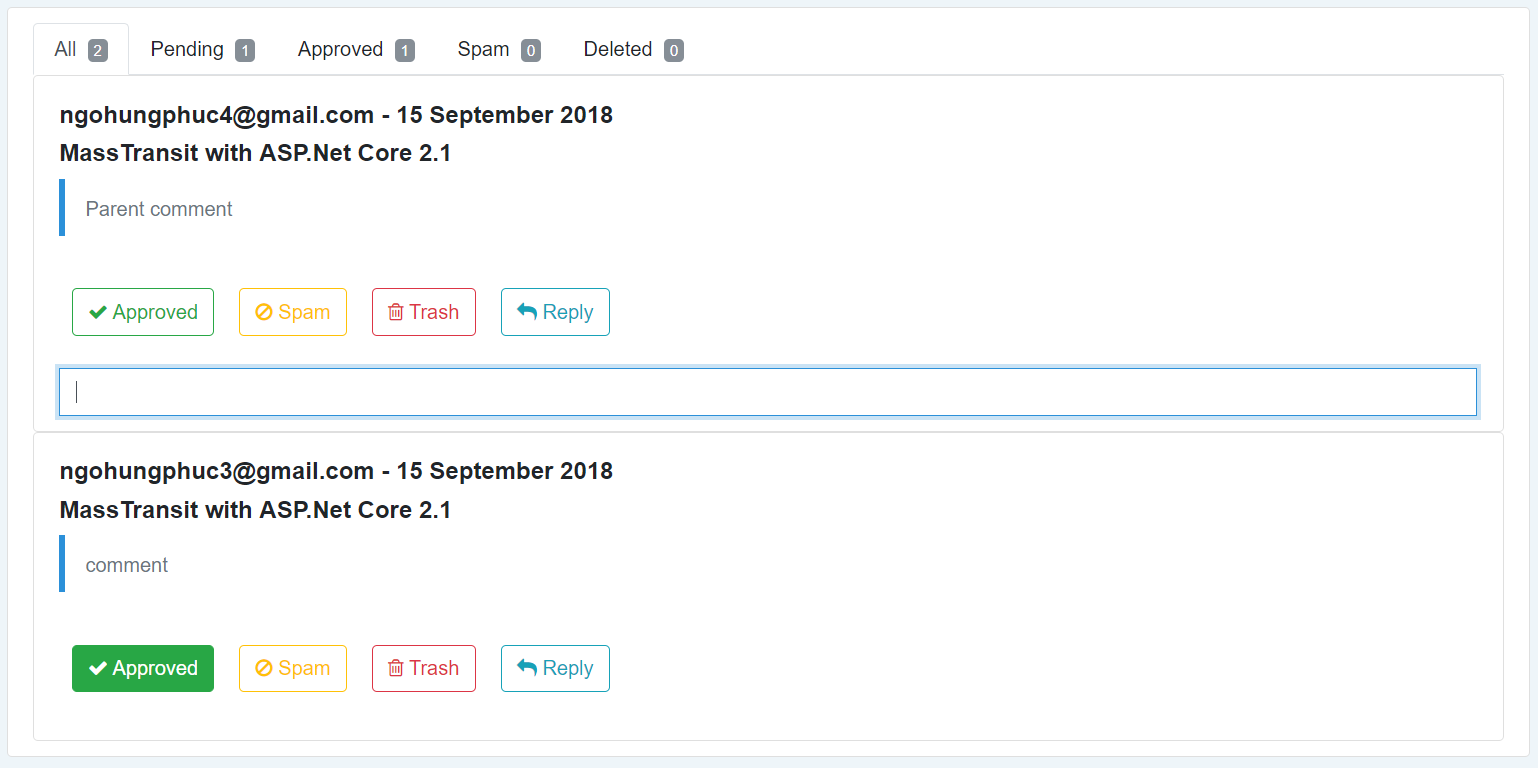 All 2 Pending 1 Approved 1 Spam 0 Deleted 0
ngohungphuc4@gmail.com - 15 September 2018
MassTransit with ASP.Net Core 2.1
Parent comment
Approved Spam Trash Reply
ngohungphuc3@gmail.com - 15 September 2018
MassTransit with ASP.Net Core 2.1
comment
Approved Spam Trash Reply